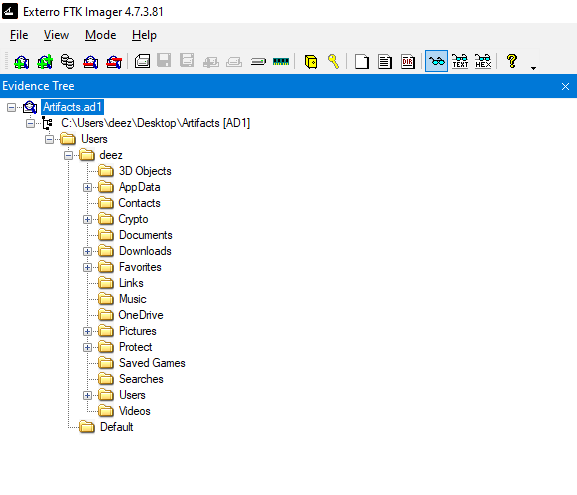 Exterro FTK Imager 4.7.3.81
File View Mode Help
DIR TEXT HEX ?
Evidence Tree
Artifacts.ad1
C:\Users\deez\Desktop\Artifacts [AD1]
Users
deez
3D Objects
AppData
Contacts
Crypto
Documents
Downloads
Favorites
Links
Music
OneDrive
Pictures
Protect
Saved Games
Searches
Users
Videos
Default